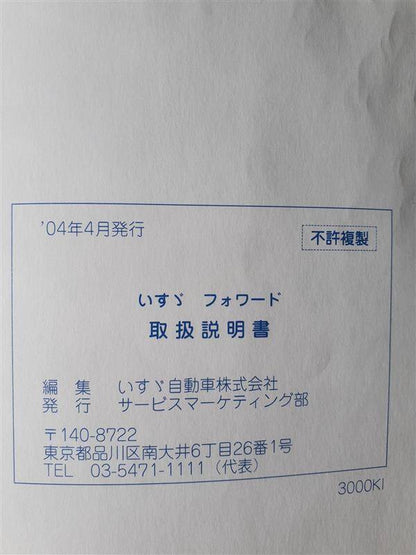 '04年4月発行
不許複製
いすゞ フォワード
取扱説明書
編集 いすゞ自動車株式会社
発行 サービスマーケティング部
〒140-8722
東京都品川区南大井6丁目26番1号
TEL 03-5471-1111(代表)
3000KI